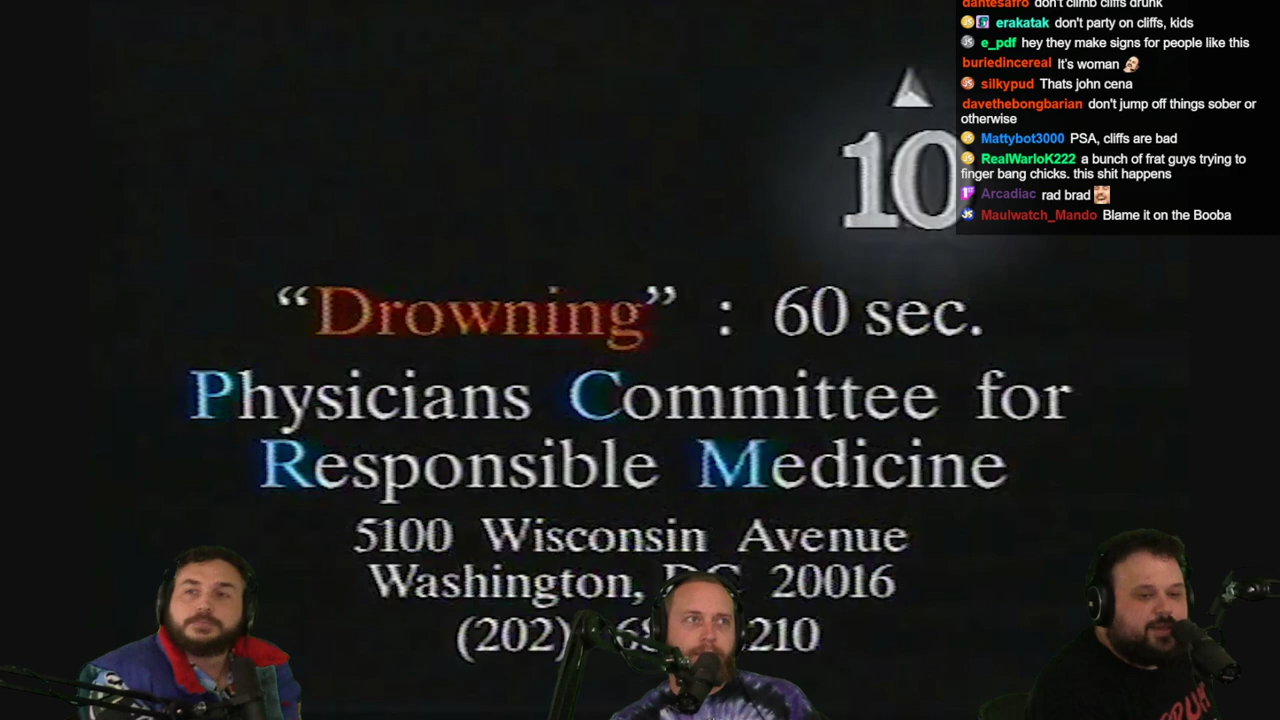 dantesafro don't climb cliffs drunk
erakatak don't party on cliffs, kids
e_pdf hey they make signs for people like this
buriedincereal It's woman
silkypud Thats john cena
davethebongbarian don't jump off things sober or
otherwise
Mattybot3000 PSA, cliffs are bad
RealWarloK222 a bunch of frat guys trying to
finger bang chicks. this shit happens
Arcadiac rad brad
Maulwatch_Mando Blame it on the Booba
10
“Drowning” : 60 sec.
Physicians Committee for
Responsible Medicine
5100 Wisconsin Avenue
Washington, DC 20016
(202) 68 210